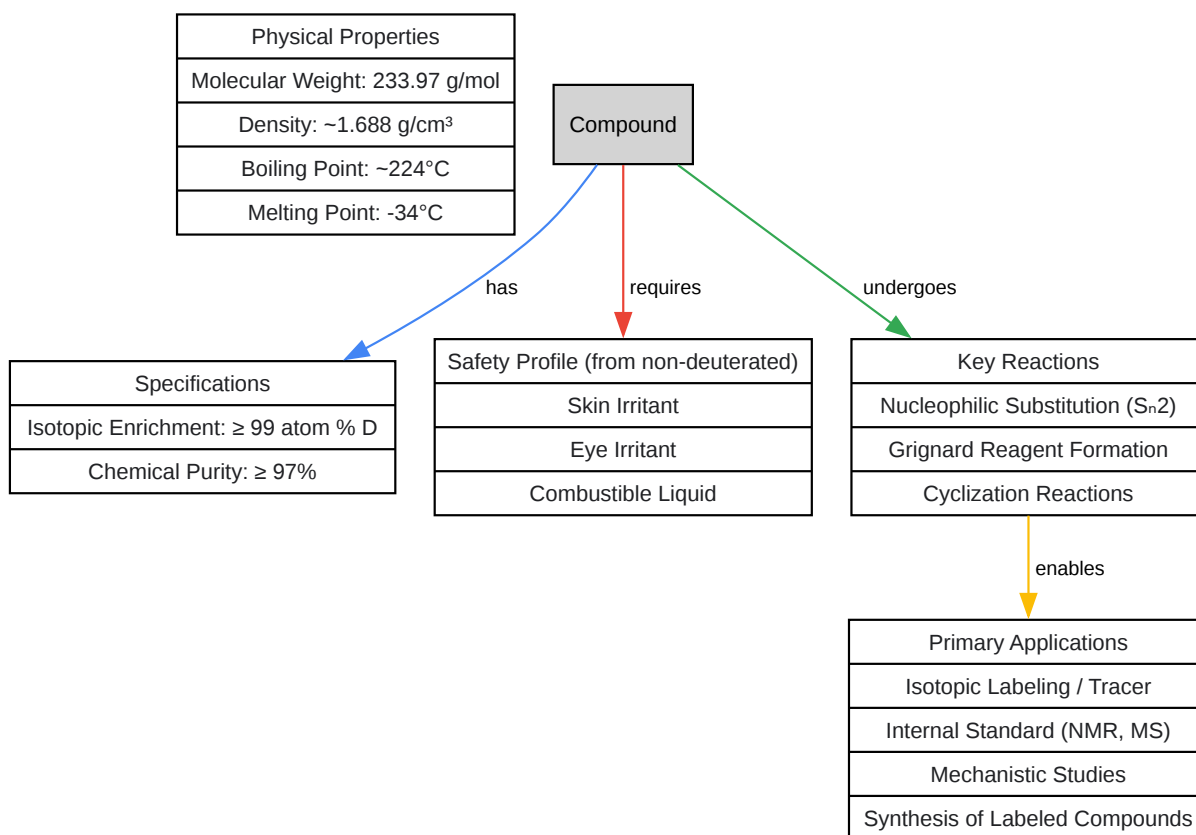 Physical Properties
Molecular Weight: 233.97 g/mol
Density: ~1.688 g/cm³
Boiling Point: ~224°C
Melting Point: -34°C
Compound
has
requires
undergoes
Specifications
Isotopic Enrichment: ≥ 99 atom % D
Chemical Purity: ≥ 97%
Safety Profile (from non-deuterated)
Skin Irritant
Eye Irritant
Combustible Liquid
Key Reactions
Nucleophilic Substitution (Sₙ2)
Grignard Reagent Formation
Cyclization Reactions
enables
Primary Applications
Isotopic Labeling / Tracer
Internal Standard (NMR, MS)
Mechanistic Studies
Synthesis of Labeled Compounds